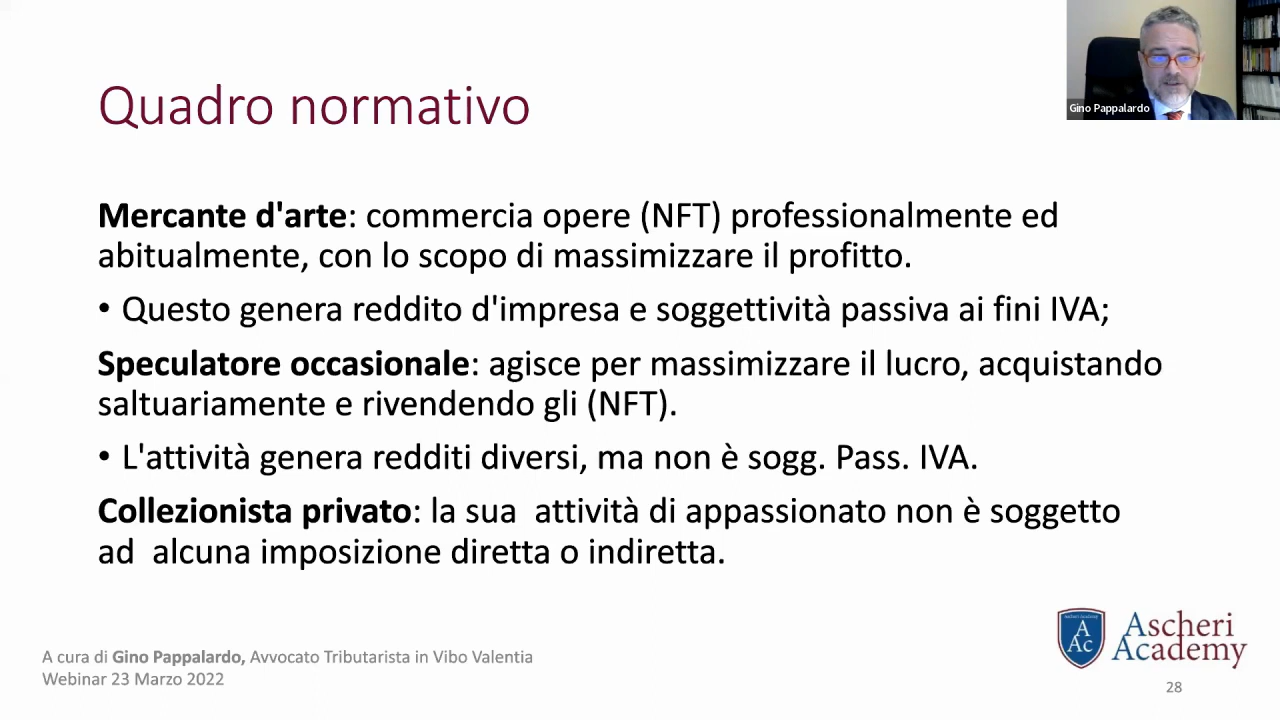 Quadro normativo
Gino Pappalardo
Mercante d'arte: commercia opere (NFT) professionalmente ed
abitualmente, con lo scopo di massimizzare il profitto.
• Questo genera reddito d'impresa e soggettività passiva ai fini IVA;
Speculatore occasionale: agisce per massimizzare il lucro, acquistando
saltuariamente e rivendendo gli (NFT).
• L'attività genera redditi diversi, ma non è sogg. Pass. IVA.
Collezionista privato: la sua  attività di appassionato non è soggetto
ad  alcuna imposizione diretta o indiretta.
A cura di Gino Pappalardo, Avvocato Tributarista in Vibo Valentia
Webinar 23 Marzo 2022
Ascheri Academy
A
Ac
Ascheri
Academy
28